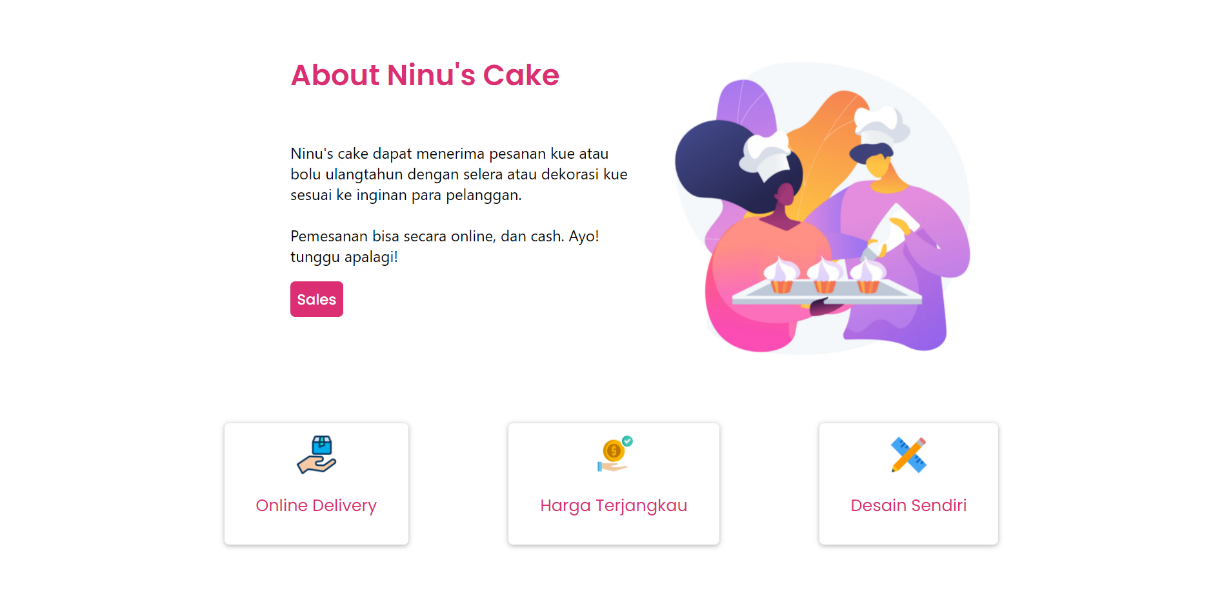 About Ninu's Cake
Ninu's cake dapat menerima pesanan kue atau
bolu ulangtahun dengan selera atau dekorasi kue
sesuai ke inginan para pelanggan.
Pemesanan bisa secara online, dan cash. Ayo!
tunggu apalagi!
Sales
Online Delivery
Harga Terjangkau
Desain Sendiri